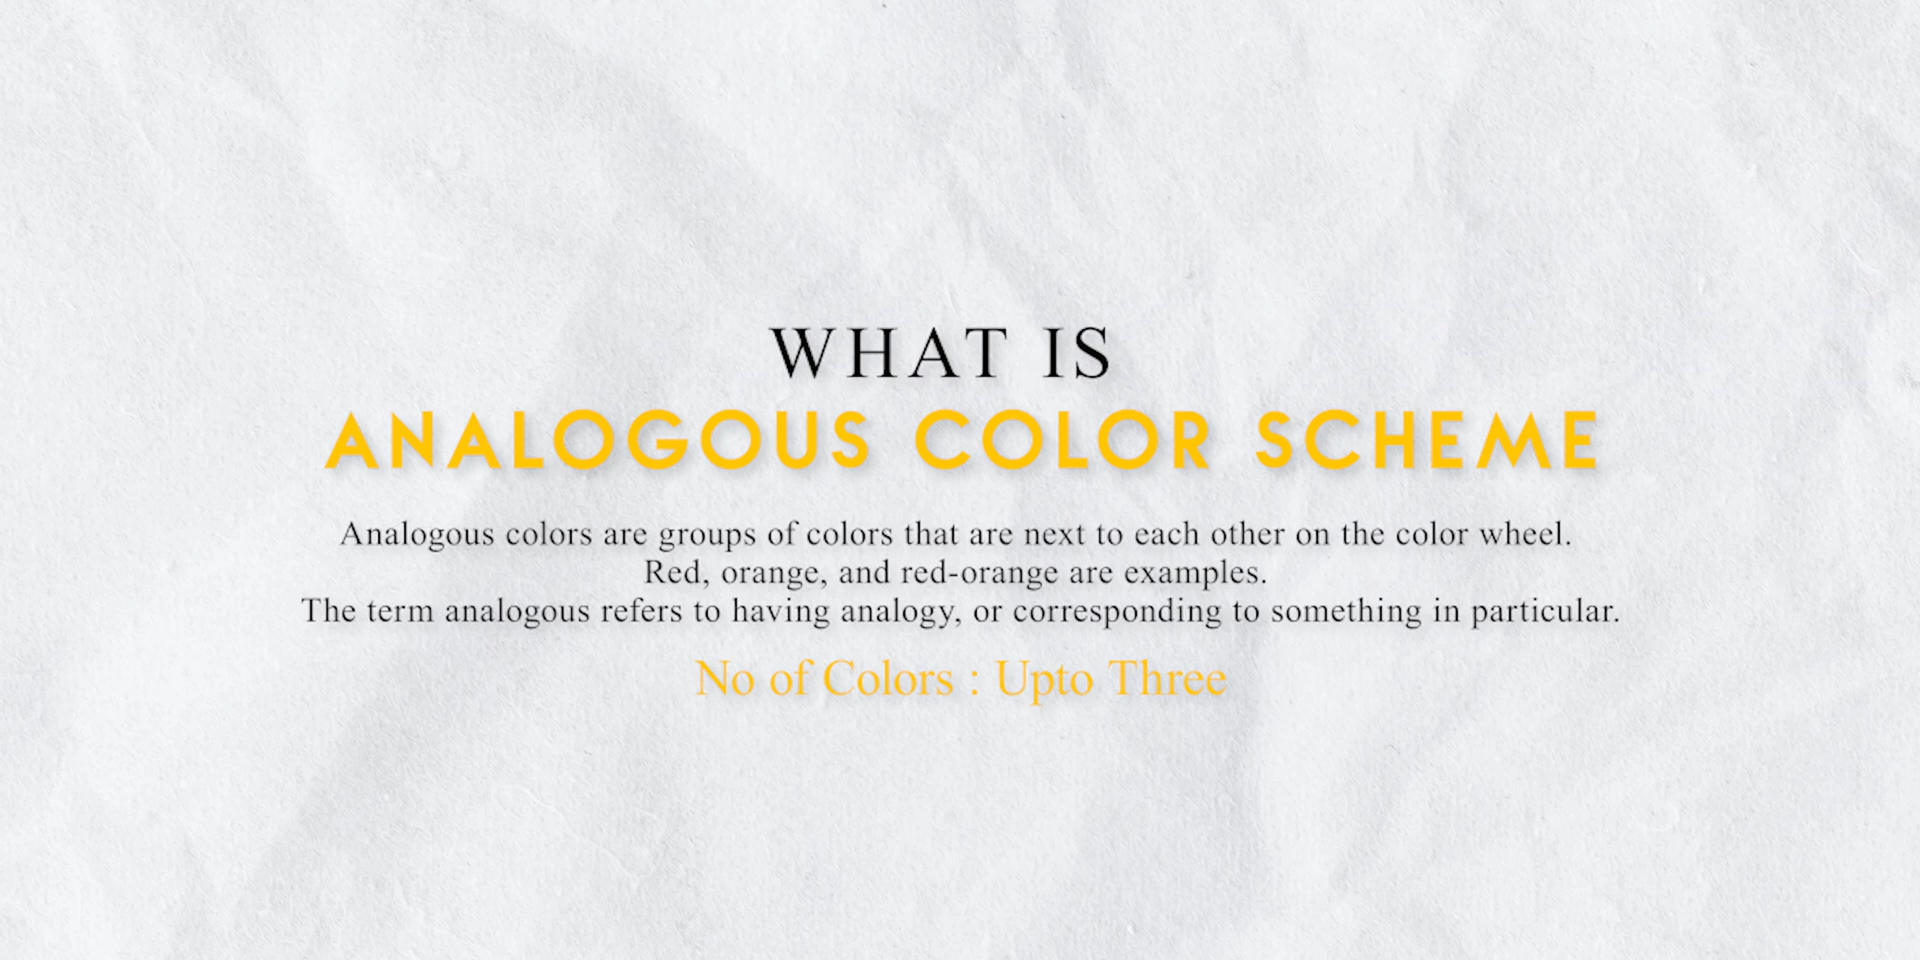 WHAT IS
ANALOGOUS COLOR SCHEME
Analogous colors are groups of colors that are next to each other on the color wheel.
Red, orange, and red-orange are examples.
The term analogous refers to having analogy, or corresponding to something in particular.
No of Colors : Upto Three